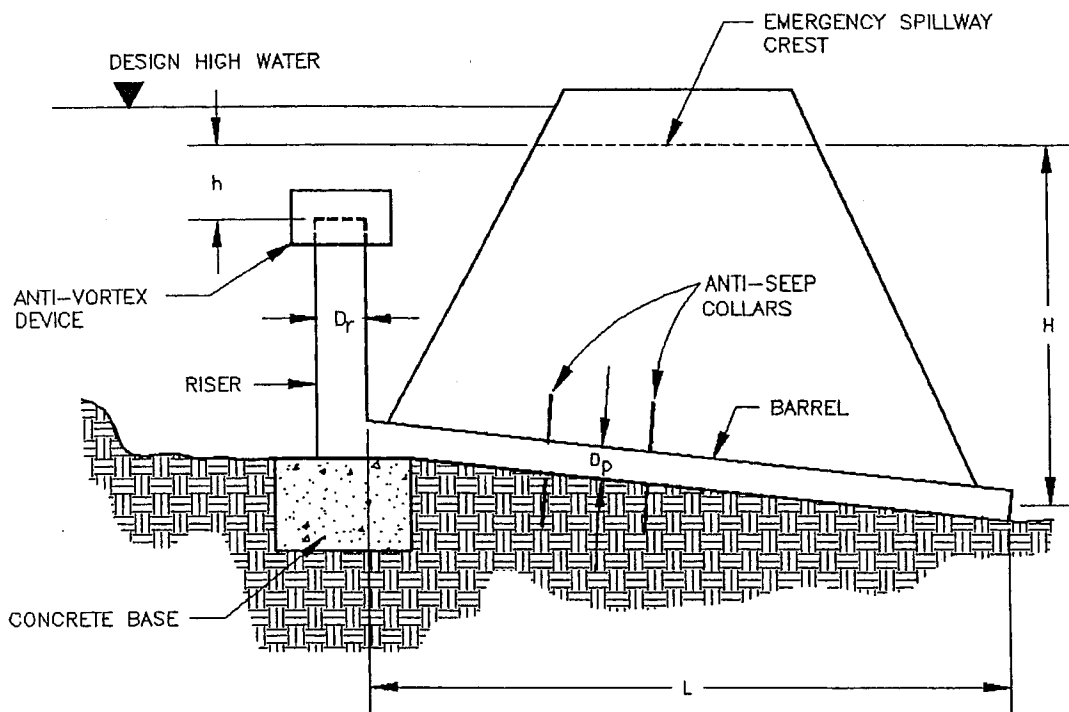 EMERGENCY SPILLWAY
CREST
DESIGN HIGH WATER
h
H
ANTI-VORTEX
DEVICE
Dr
ANTI-SEEP
COLLARS
RISER
BARREL
Dp
CONCRETE BASE
L